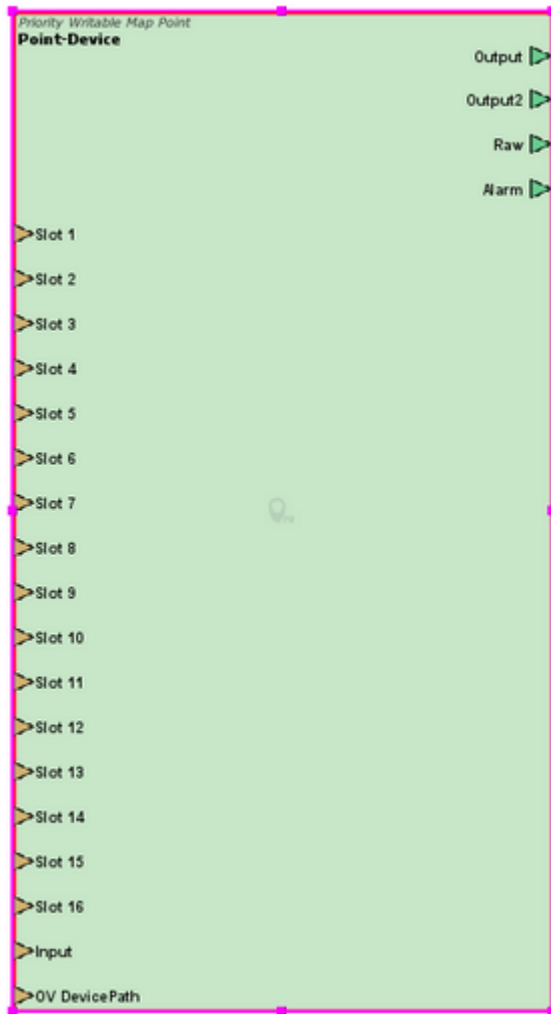 Priority Writable Map Point
Point-Device
Output
Output2
Raw
Alarm
Slot 1
Slot 2
Slot 3
Slot 4
Slot 5
Slot 6
Slot 7
Slot 8
Slot 9
Slot 10
Slot 11
Slot 12
Slot 13
Slot 14
Slot 15
Slot 16
Input
OV DevicePath